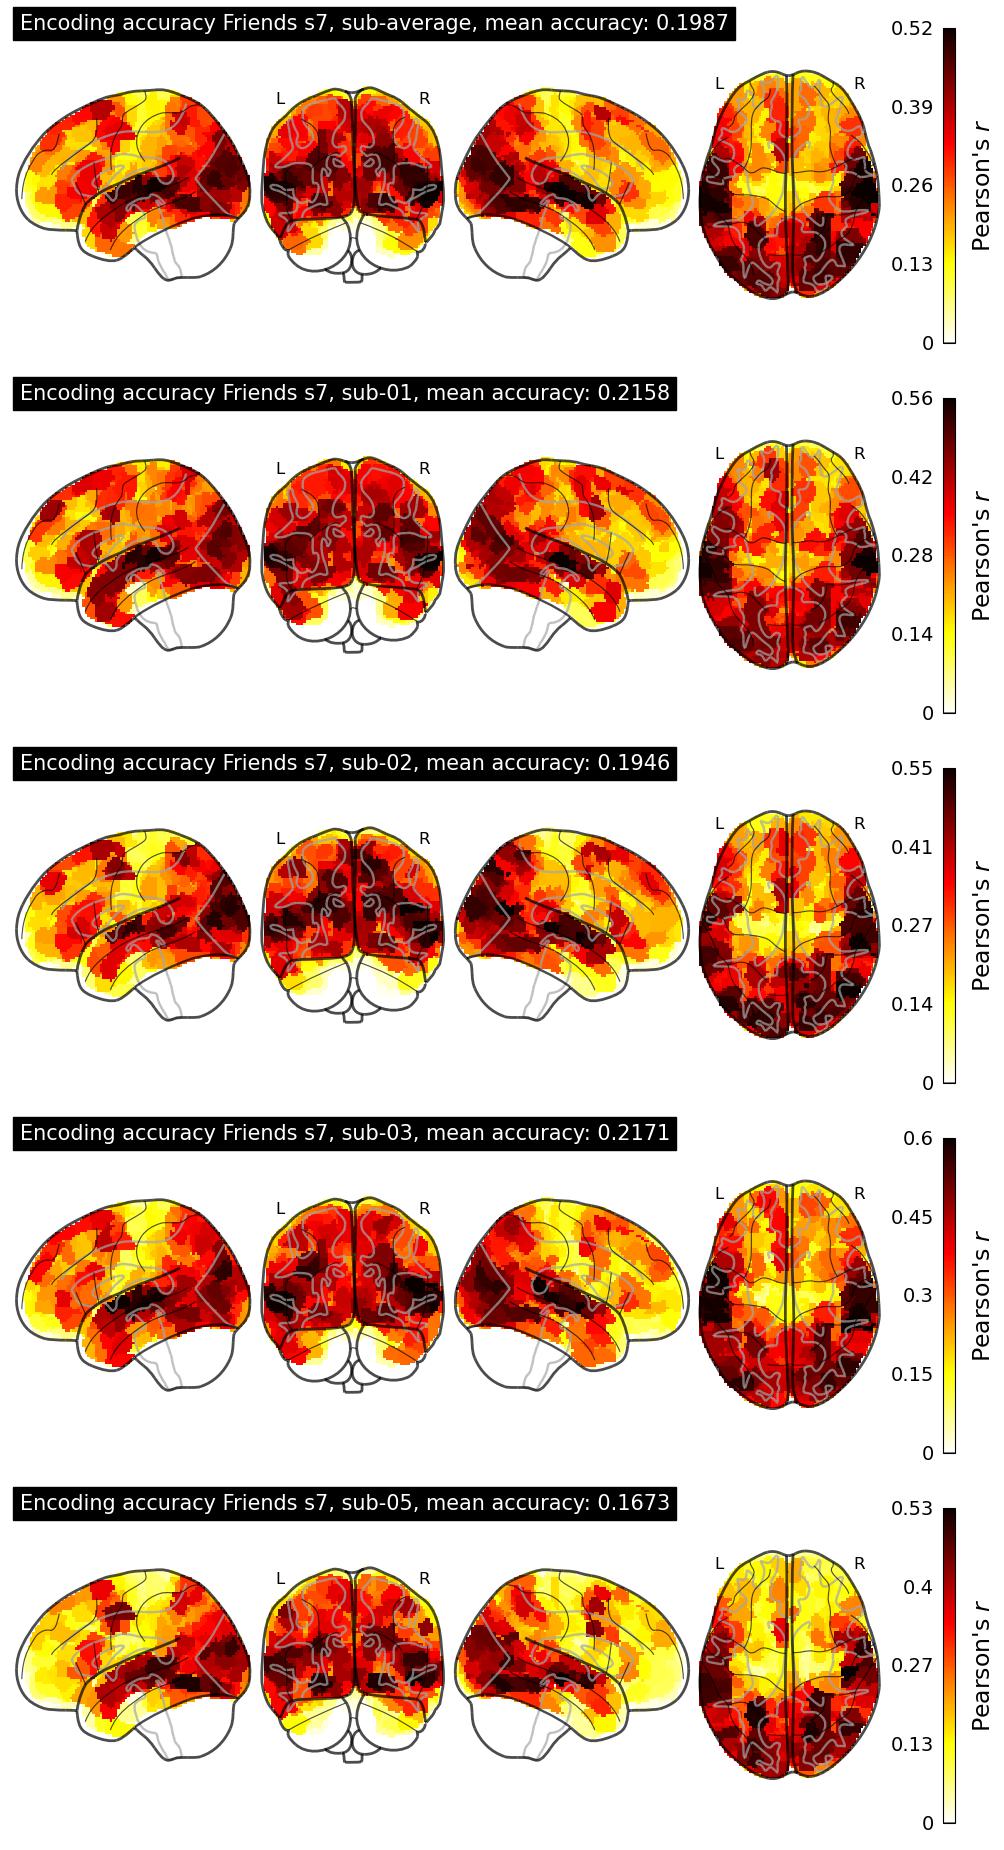 Encoding accuracy Friends s7, sub-average, mean accuracy: 0.1987
L
R
L
R
0.52
0.39
0.26
0.13
0
Pearson's r
Encoding accuracy Friends s7, sub-01, mean accuracy: 0.2158
L
R
L
R
0.56
0.42
0.28
0.14
0
Pearson's r
Encoding accuracy Friends s7, sub-02, mean accuracy: 0.1946
L
R
L
R
0.55
0.41
0.27
0.14
0
Pearson's r
Encoding accuracy Friends s7, sub-03, mean accuracy: 0.2171
L
R
L
R
0.6
0.45
0.3
0.15
0
Pearson's r
Encoding accuracy Friends s7, sub-05, mean accuracy: 0.1673
L
R
L
R
0.53
0.4
0.27
0.13
0
Pearson's r